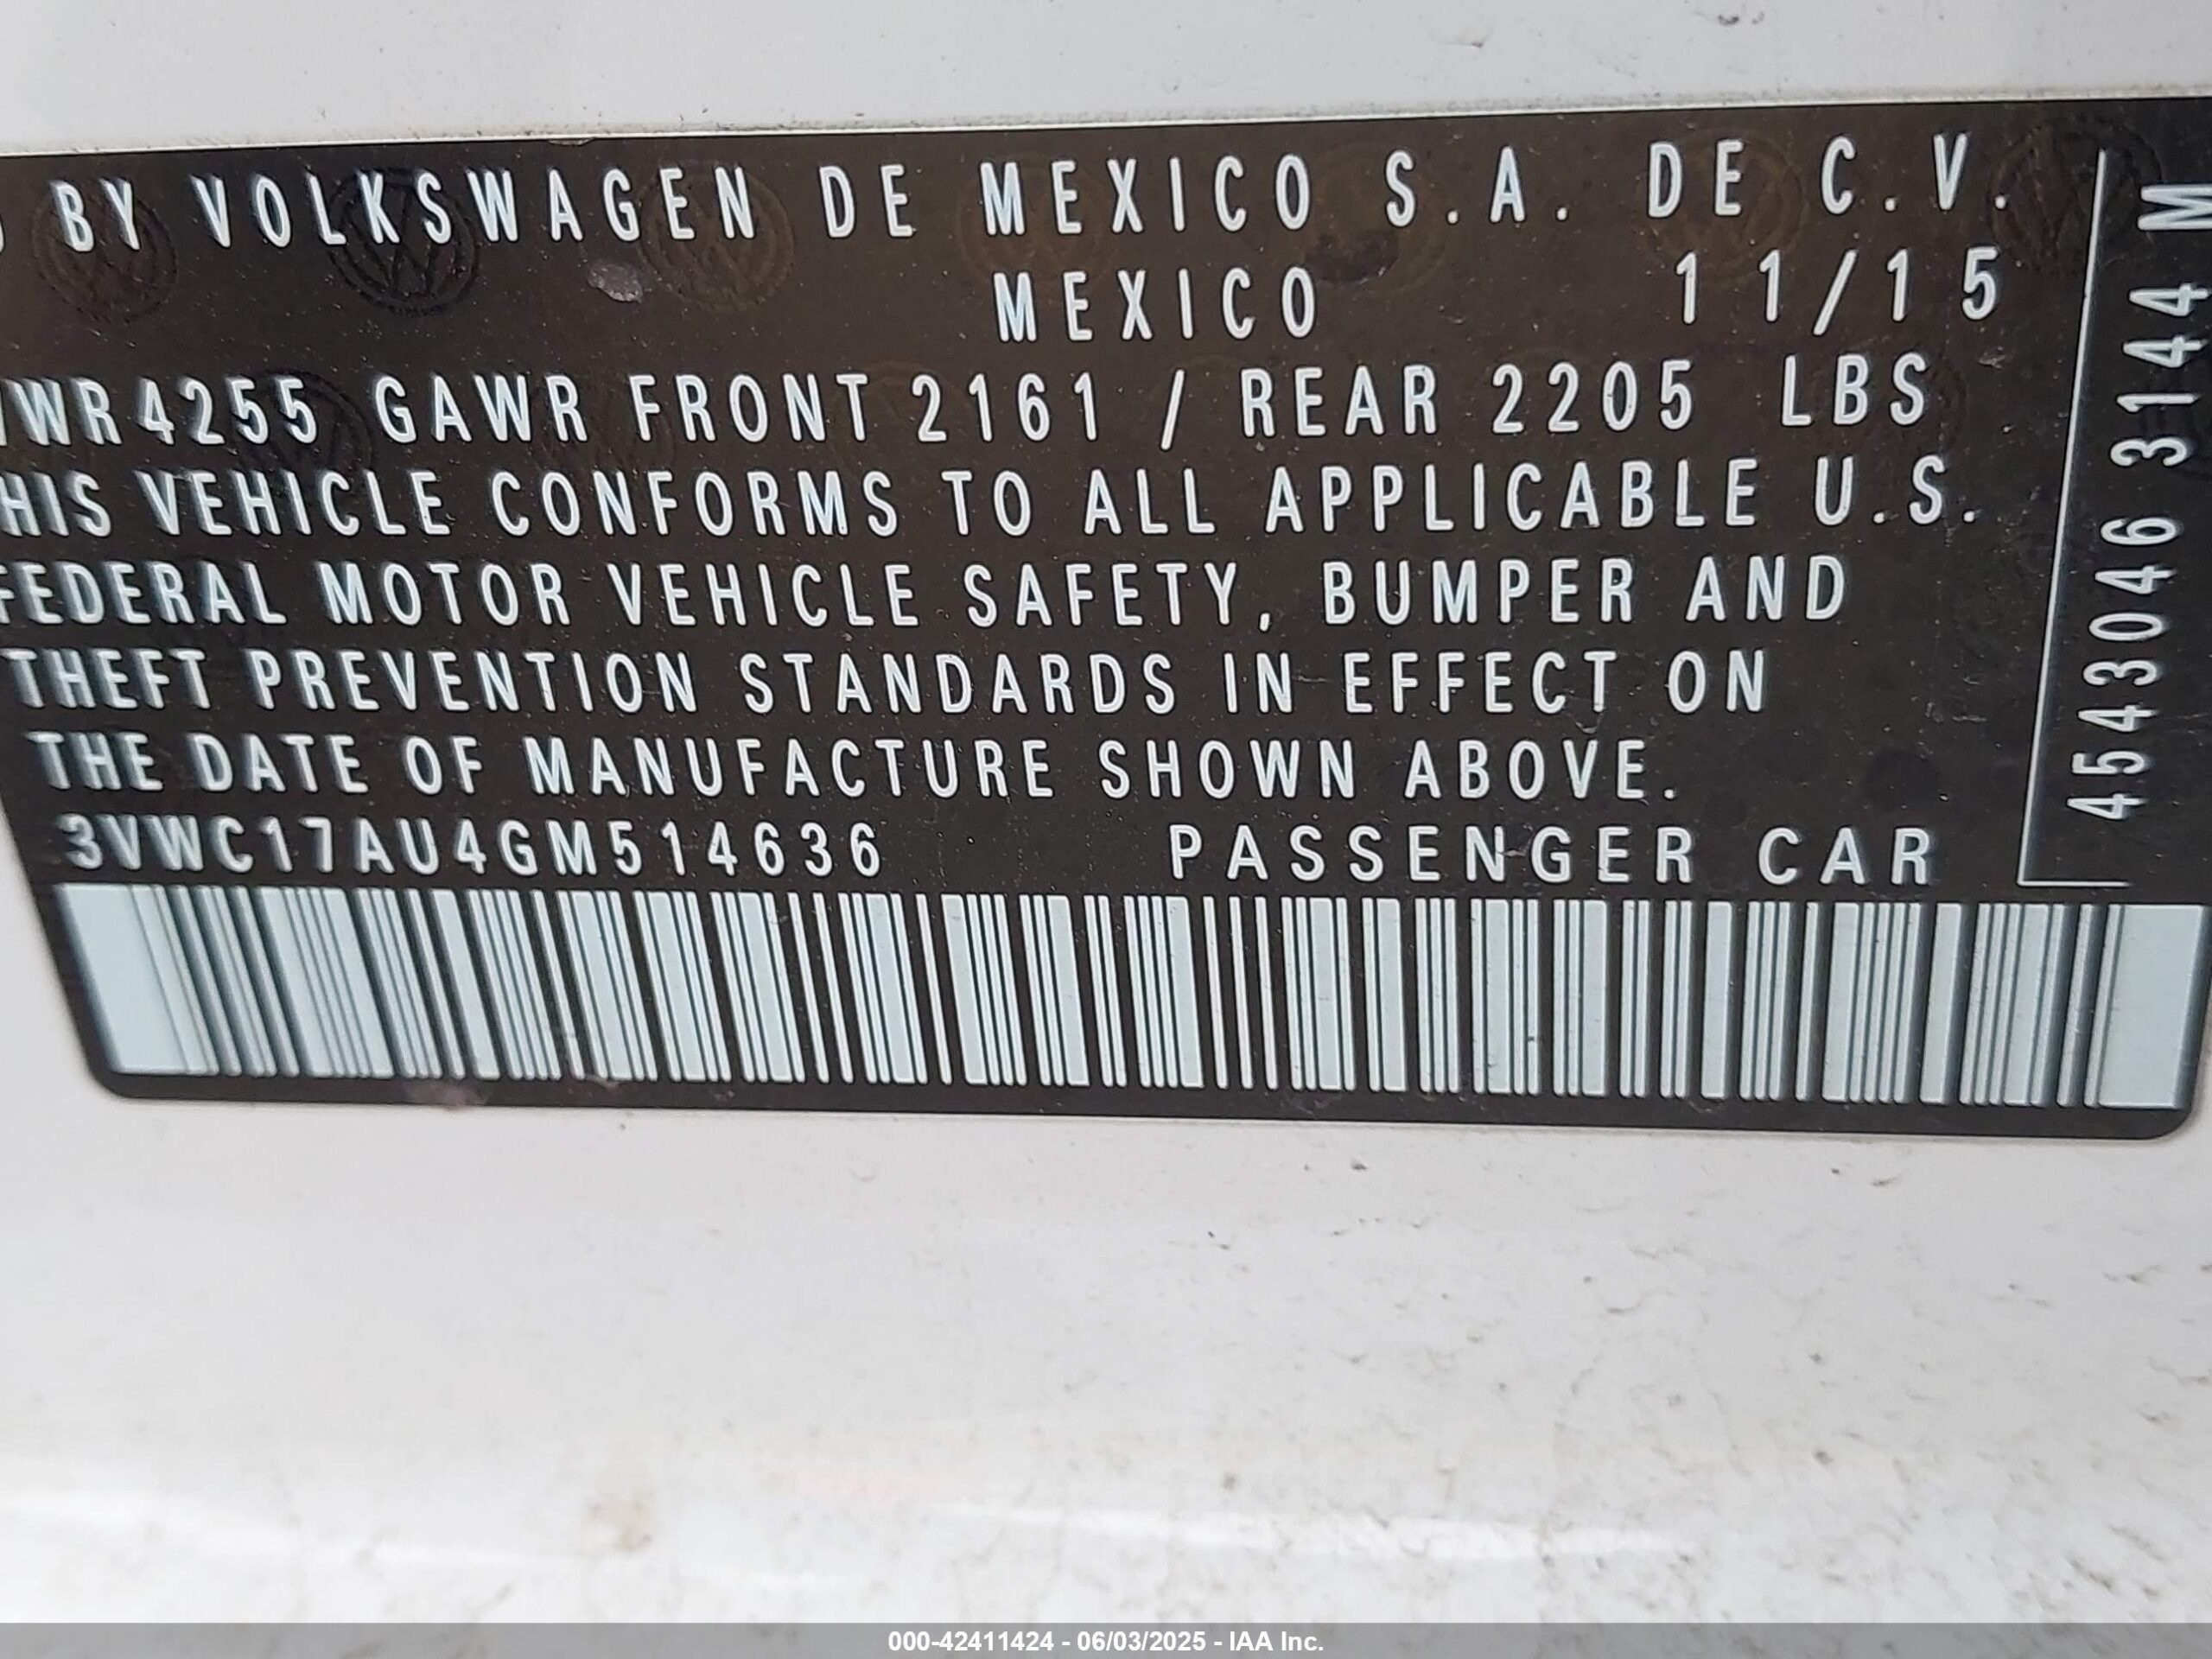 BY VOLKSWAGEN DE MEXICO S.A. DE C.V.
MEXICO 11/15
WR4255 GAWR FRONT 2161 / REAR 2205 LBS
HIS VEHICLE CONFORMS TO ALL APPLICABLE U.S.
FEDERAL MOTOR VEHICLE SAFETY, BUMPER AND
THEFT PREVENTION STANDARDS IN EFFECT ON
THE DATE OF MANUFACTURE SHOWN ABOVE.
3VWC17AU4GM514636 PASSENGER CAR
4543046 3144 M
000-42411424 - 06/03/2025 - IAA Inc.